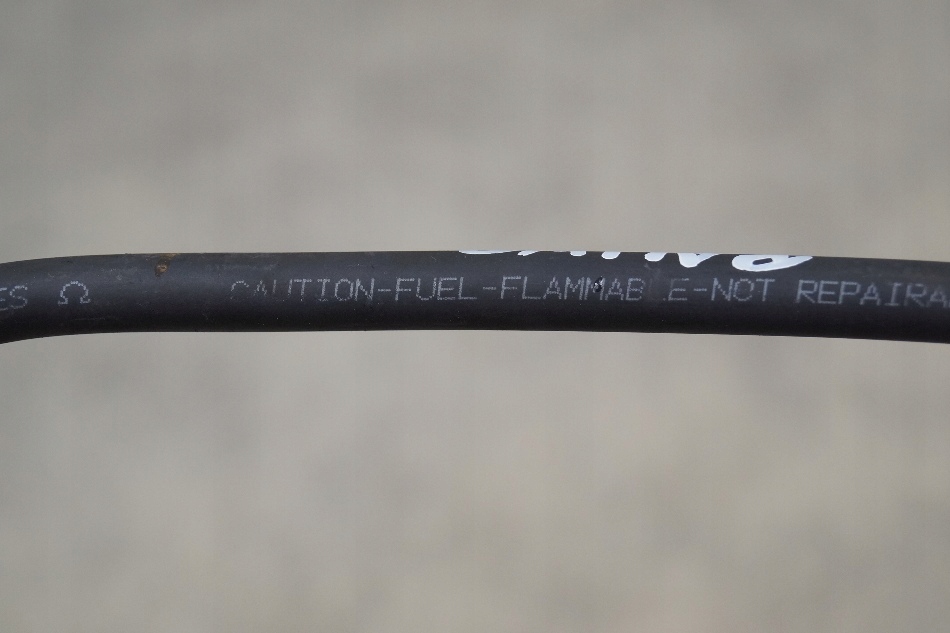 ES Ω CAUTION-FUEL-FLAMMABLE-NOT REPAIRA